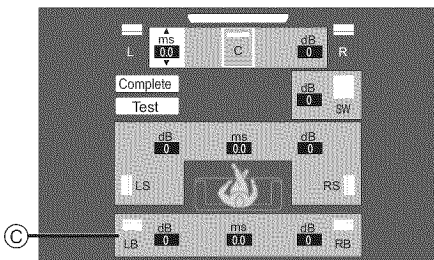 ms dB
L 0.0 C 0 R
Complete dB
Test 0 SW
dB ms dB
0 0.0 0
LS RS
dB ms dB
LB 0 0.0 0 RB
C